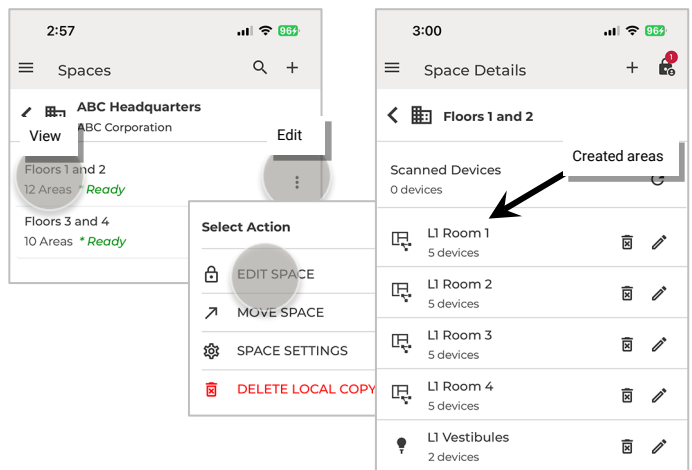 2:57
96
Spaces
ABC Headquarters
ABC Corporation
View
Edit
Floors 1 and 2
12 Areas * Ready
Floors 3 and 4
10 Areas * Ready
Select Action
EDIT SPACE
MOVE SPACE
SPACE SETTINGS
DELETE LOCAL COPY
3:00
96
Space Details
1
Floors 1 and 2
Created areas
Scanned Devices
0 devices
L1 Room 1
5 devices
L1 Room 2
5 devices
L1 Room 3
5 devices
L1 Room 4
5 devices
L1 Vestibules
2 devices